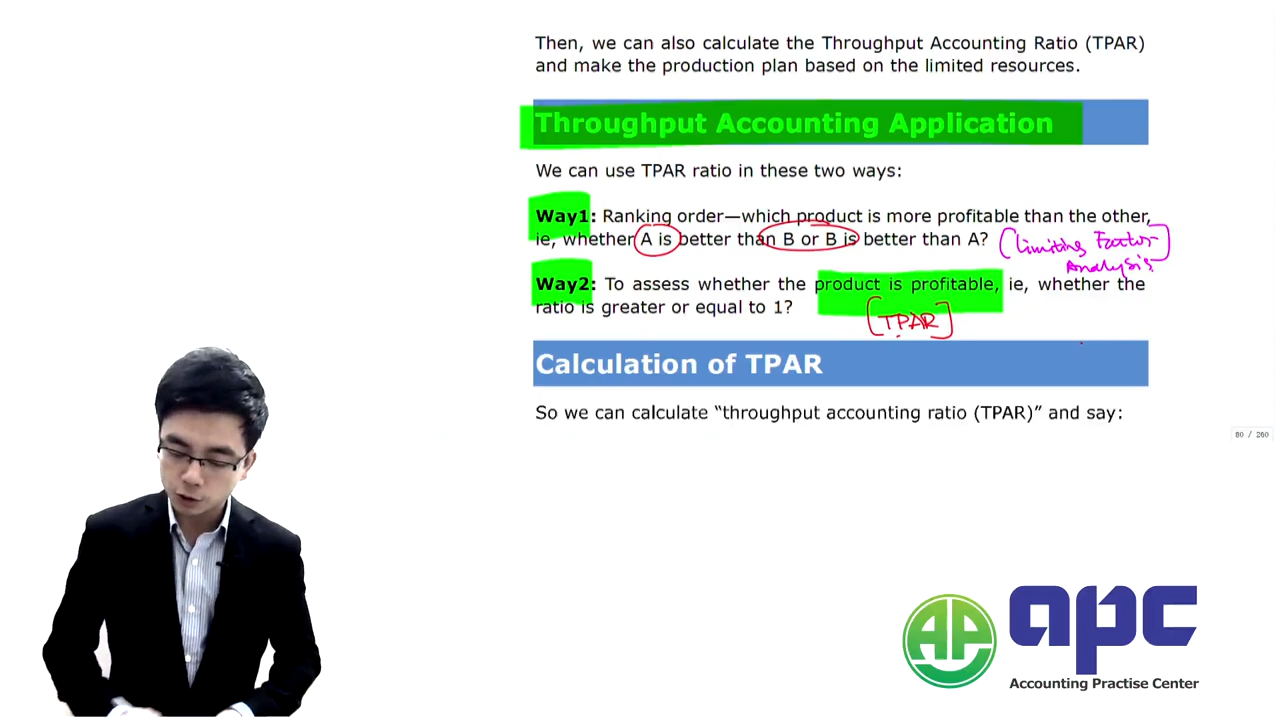 Then, we can also calculate the Throughput Accounting Ratio (TPAR)
and make the production plan based on the limited resources.
Throughput Accounting Application
We can use TPAR ratio in these two ways:
Way1: Ranking order—which product is more profitable than the other,
ie, whether A is better than B or B is better than A?
(Limiting Factor
Analysis.
Way2: To assess whether the product is profitable, ie, whether the
ratio is greater or equal to 1?
[TPAR]
Calculation of TPAR
So we can calculate “throughput accounting ratio (TPAR)” and say:
80 / 260
AP
apc
Accounting Practise Center